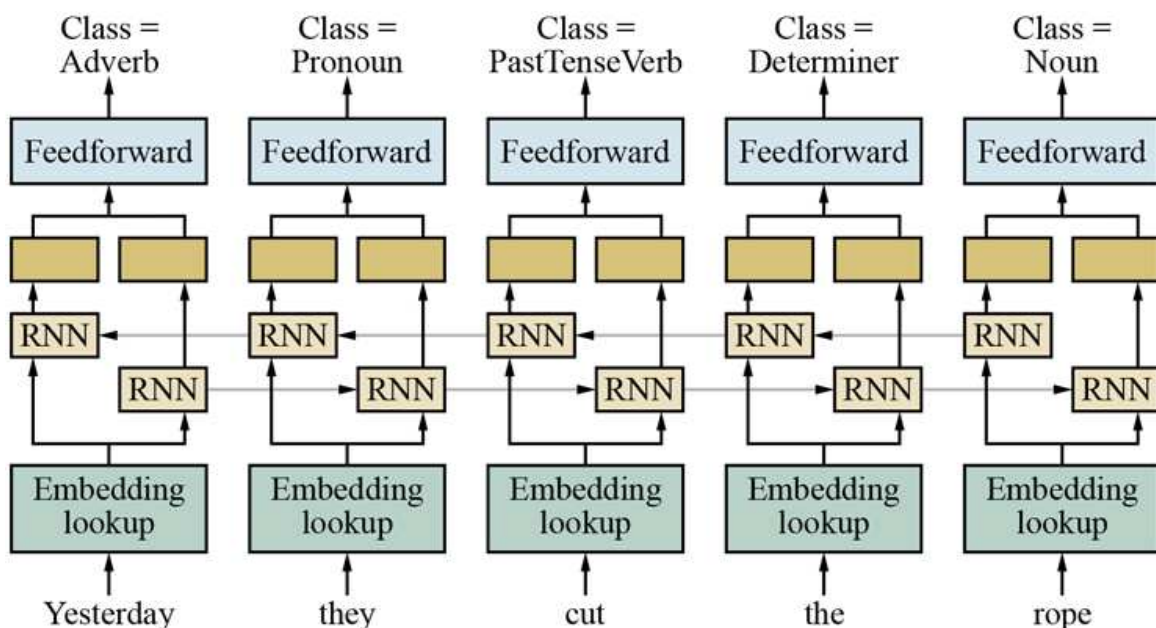 Class = Class = Class = Class = Class =
Adverb Pronoun PastTenseVerb Determiner Noun
Feedforward Feedforward Feedforward Feedforward Feedforward
RNN RNN RNN RNN RNN
RNN RNN RNN RNN RNN
Embedding Embedding Embedding Embedding Embedding
lookup lookup lookup lookup lookup
Yesterday they cut the rope